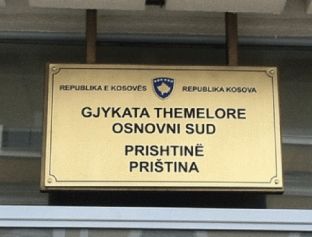 REPUBLIKA E KOSOVËS REPUBLIKA KOSOVA
GJYKATA THEMELORE
OSNOVNI SUD
PRISHTINË
PRIŠTINA